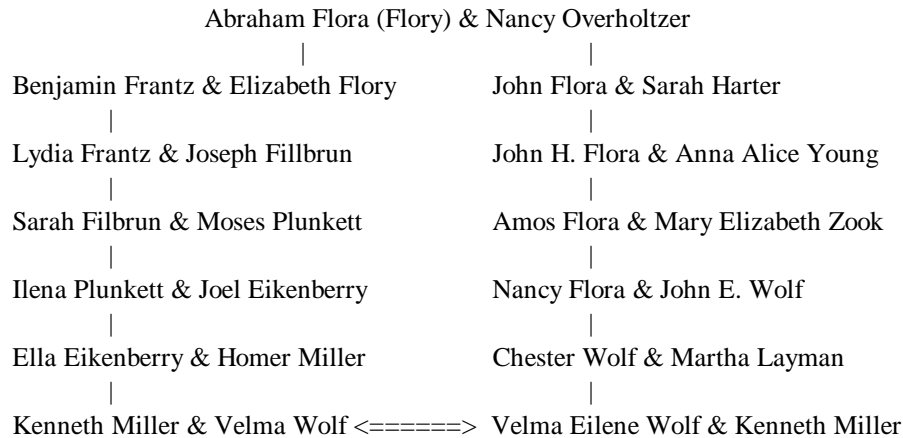 Abraham Flora (Flory) & Nancy Overholtzer
| |
Benjamin Frantz & Elizabeth Flory John Flora & Sarah Harter
| |
Lydia Frantz & Joseph Fillbrun John H. Flora & Anna Alice Young
| |
Sarah Filbrun & Moses Plunkett Amos Flora & Mary Elizabeth Zook
| |
Ilena Plunkett & Joel Eikenberry Nancy Flora & John E. Wolf
| |
Ella Eikenberry & Homer Miller Chester Wolf & Martha Layman
| |
Kenneth Miller & Velma Wolf <======> Velma Eilene Wolf & Kenneth Miller